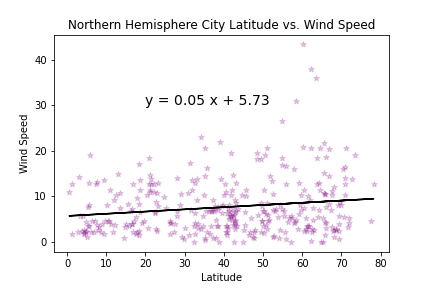 Northern Hemisphere City Latitude vs. Wind Speed
40
30
20
10
0
Wind Speed
y = 0.05 x + 5.73
0 10 20 30 40 50 60 70 80
Latitude